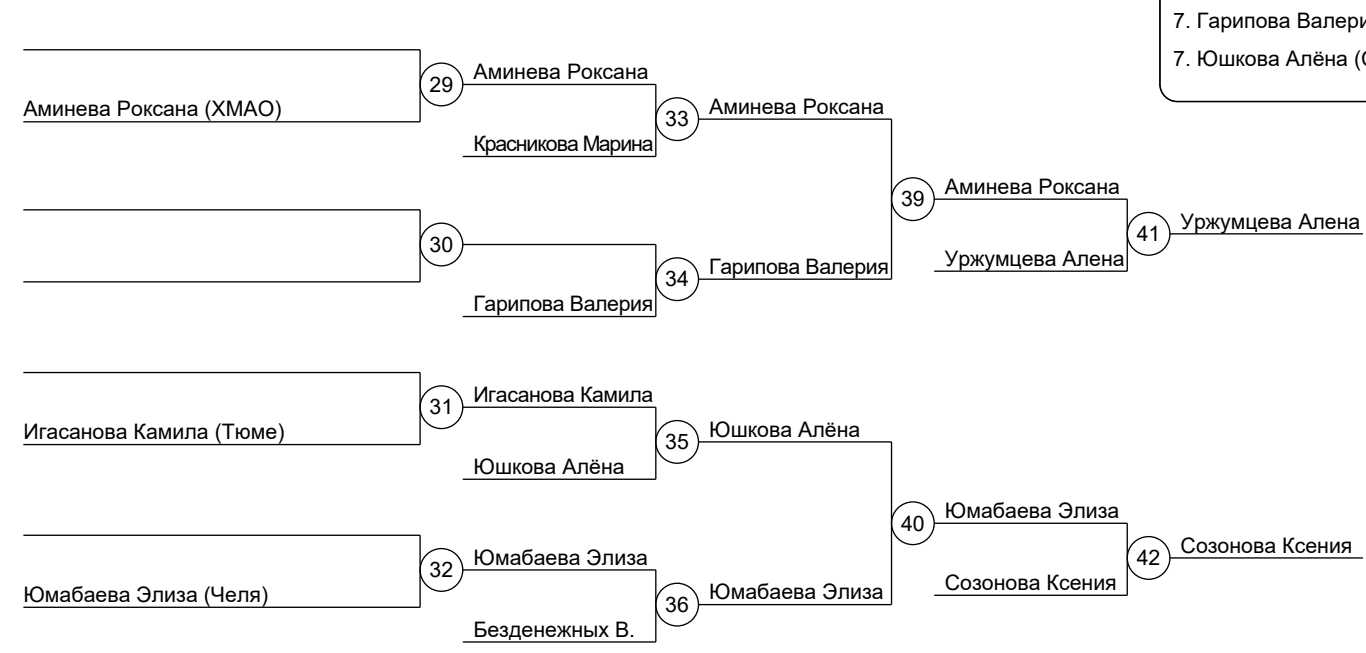 7. Гарипова Валери
7. Юшкова Алёна (
29
Аминева Роксана
Аминева Роксана (ХМАО)
33
Аминева Роксана
Красникова Марина
39
Аминева Роксана
41
Уржумцева Алена
30
Уржумцева Алена
34
Гарипова Валерия
Гарипова Валерия
31
Игасанова Камила
Игасанова Камила (Тюме)
35
Юшкова Алёна
Юшкова Алёна
40
Юмабаева Элиза
32
Юмабаева Элиза
42
Созонова Ксения
Юмабаева Элиза (Челя)
36
Юмабаева Элиза
Созонова Ксения
Безденежных В.